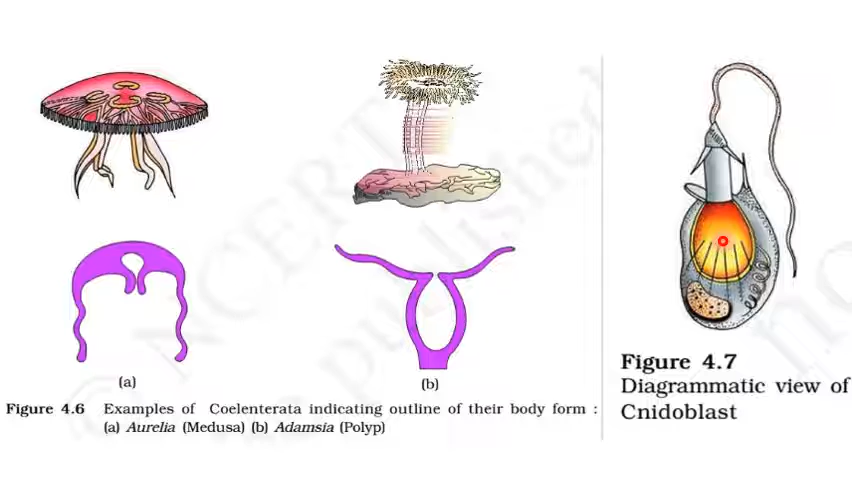 (a)
(b)
Figure 4.6 Examples of Coelenterata indicating outline of their body form :
(a) Aurelia (Medusa) (b) Adamsia (Polyp)
Figure 4.7
Diagrammatic view of
Cnidoblast